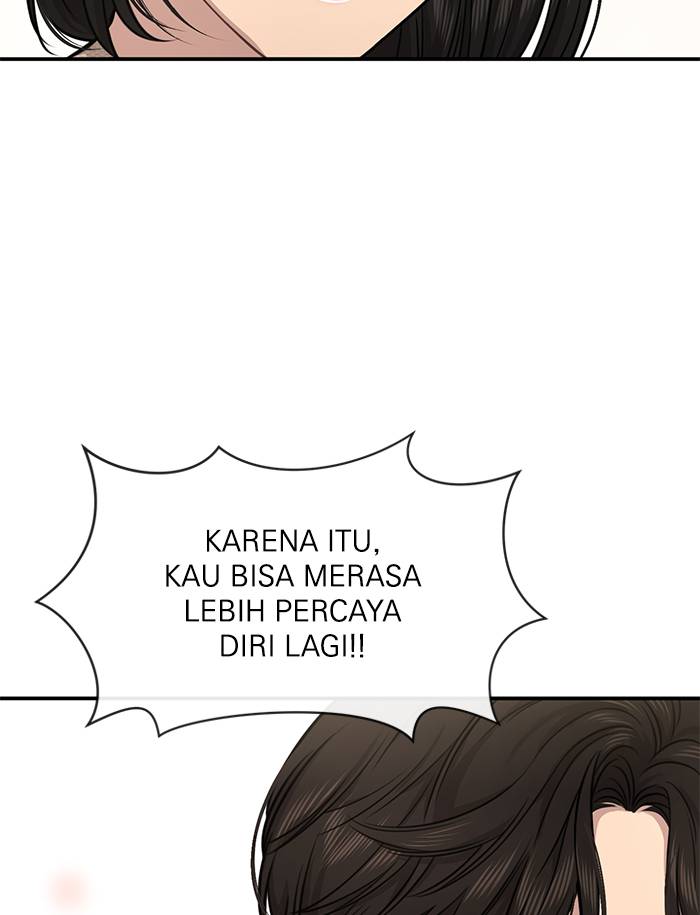 KARENA ITU,
KAU BISA MERASA
LEBIH PERCAYA
DIRI LAGI!!